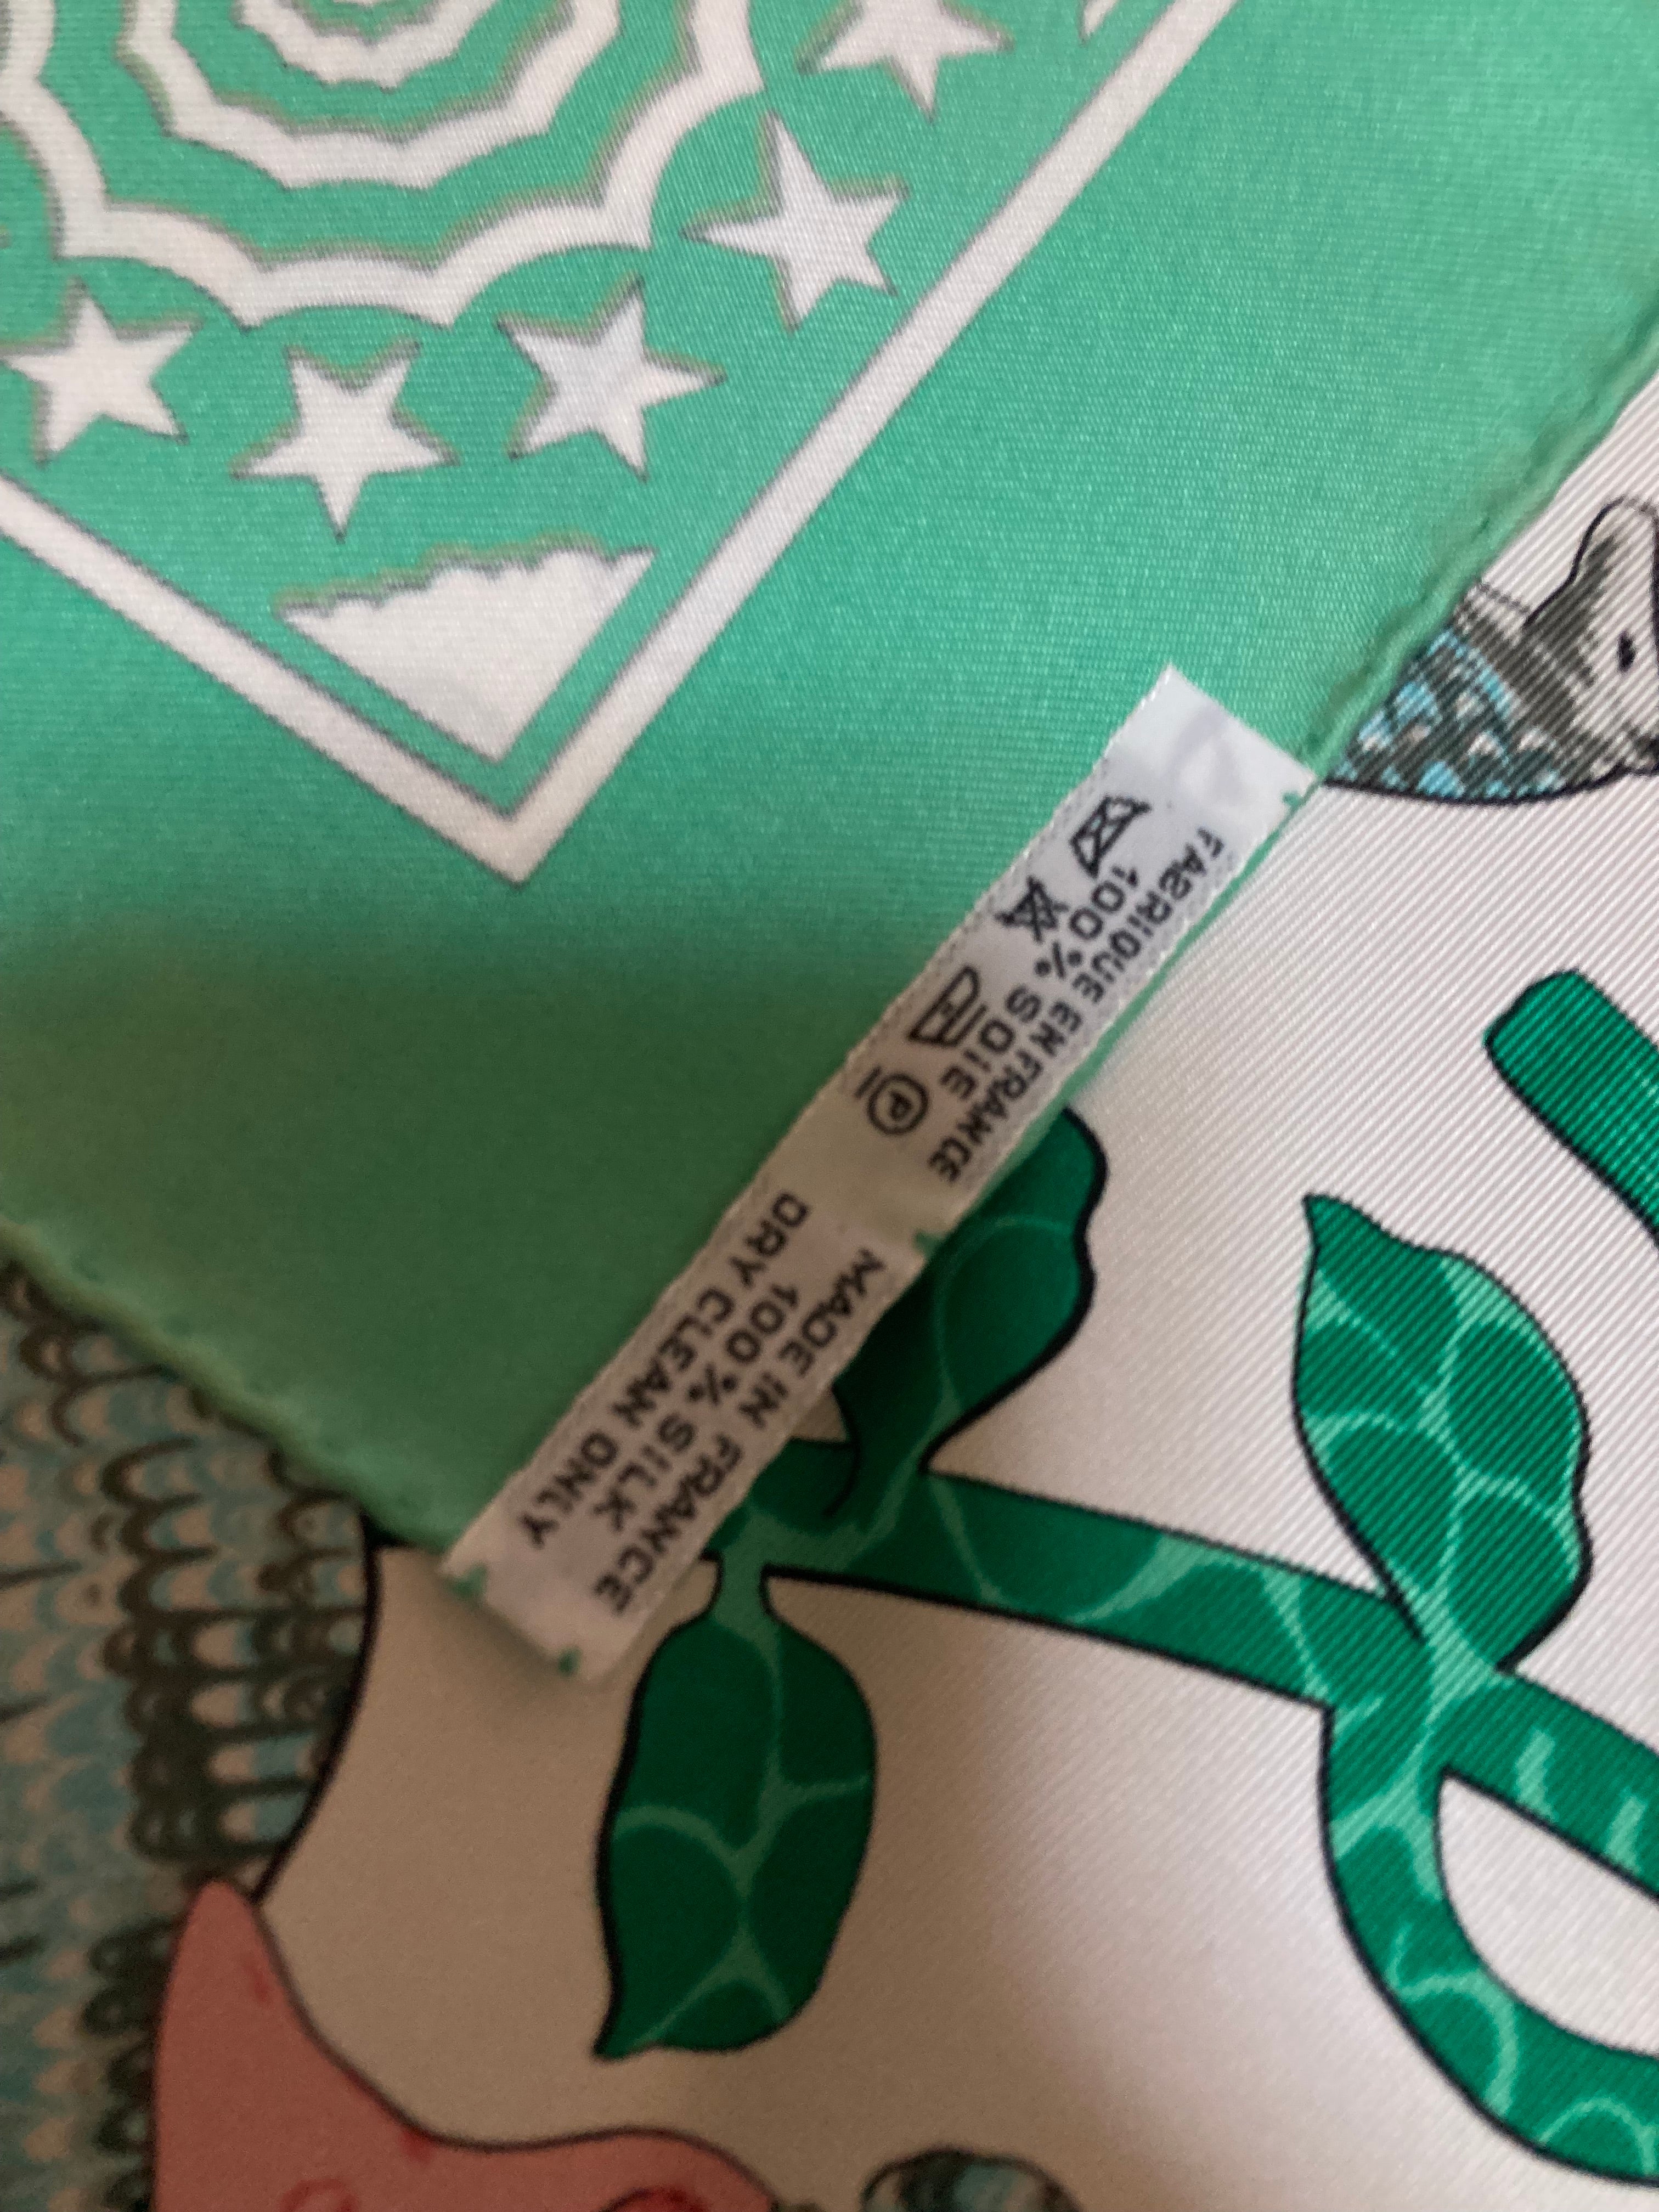 FABRIQUE EN FRANCE
100% SOIE
P
MADE IN FRANCE
100% SILK
DRY CLEAN ONLY